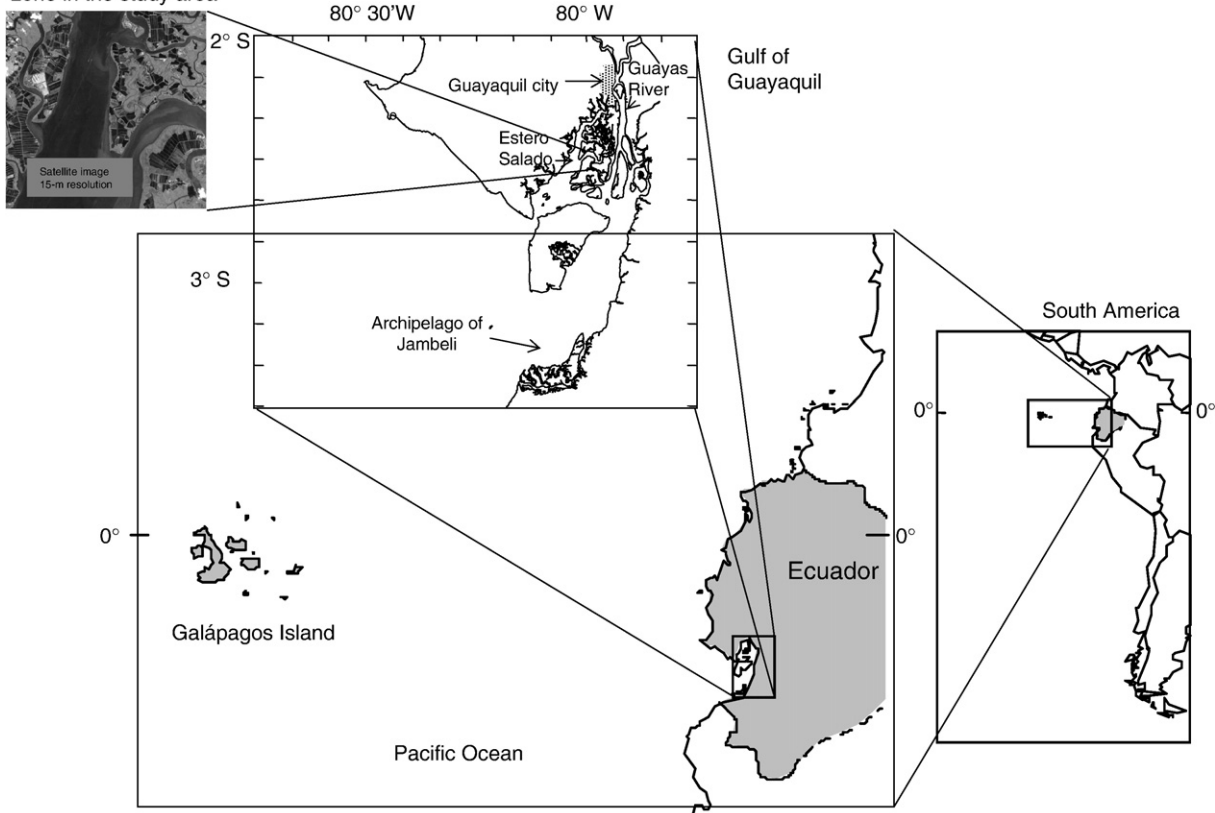 80° 30'W
80° W
2° S
Gulf of
Guayaquil
Guayaquil city
Guayas
River
Estero
Salado
Satellite image
15-m resolution
3° S
Archipelago of
Jambeli
South America
0°
0°
0°
0°
Ecuador
Galápagos Island
Pacific Ocean